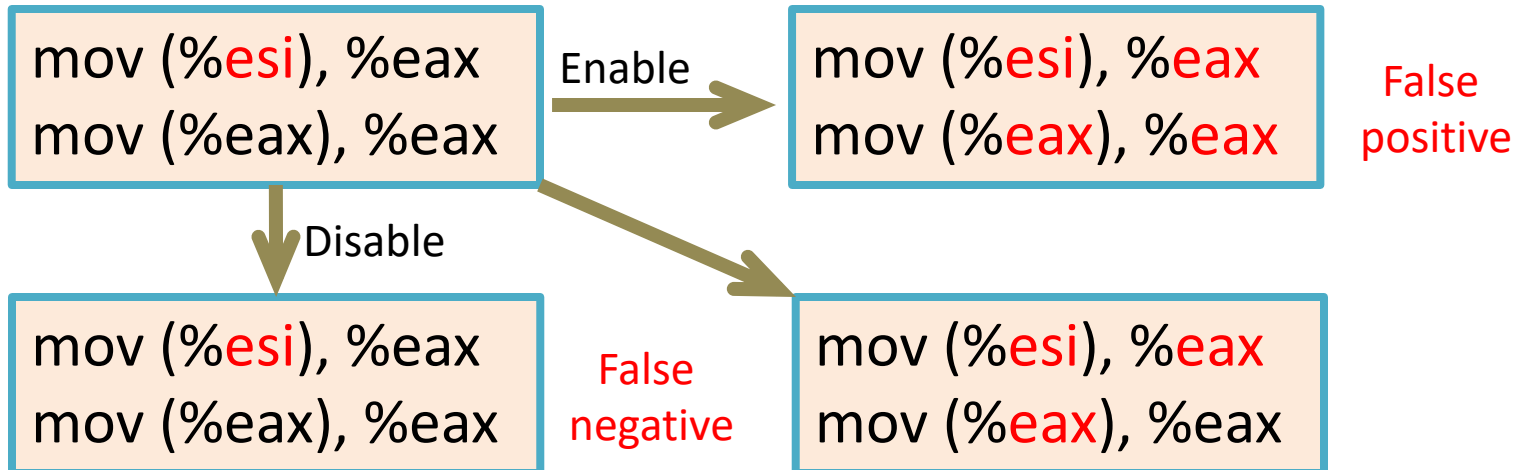 mov (%esi), %eax
mov (%eax), %eax
Enable
mov (%esi), %eax
mov (%eax), %eax
False
positive
Disable
mov (%esi), %eax
mov (%eax), %eax
False
negative
mov (%esi), %eax
mov (%eax), %eax